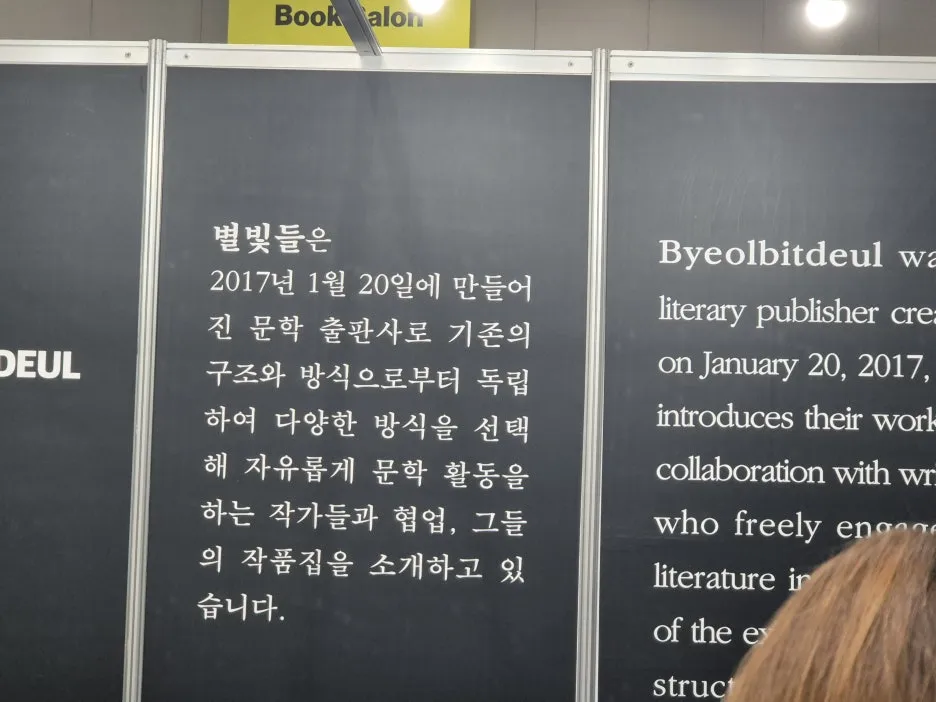 Book Salon
DEUL
별빛들은
2017년 1월 20일에 만들어
진 문학 출판사로 기존의
구조와 방식으로부터 독립
하여 다양한 방식을 선택
해 자유롭게 문학 활동을
하는 작가들과 협업, 그들
의 작품집을 소개하고 있
습니다.
Byeolbitdeul
literary publisher
on January 20, 2017,
introduces their
collaboration with
who freely
literature
of the